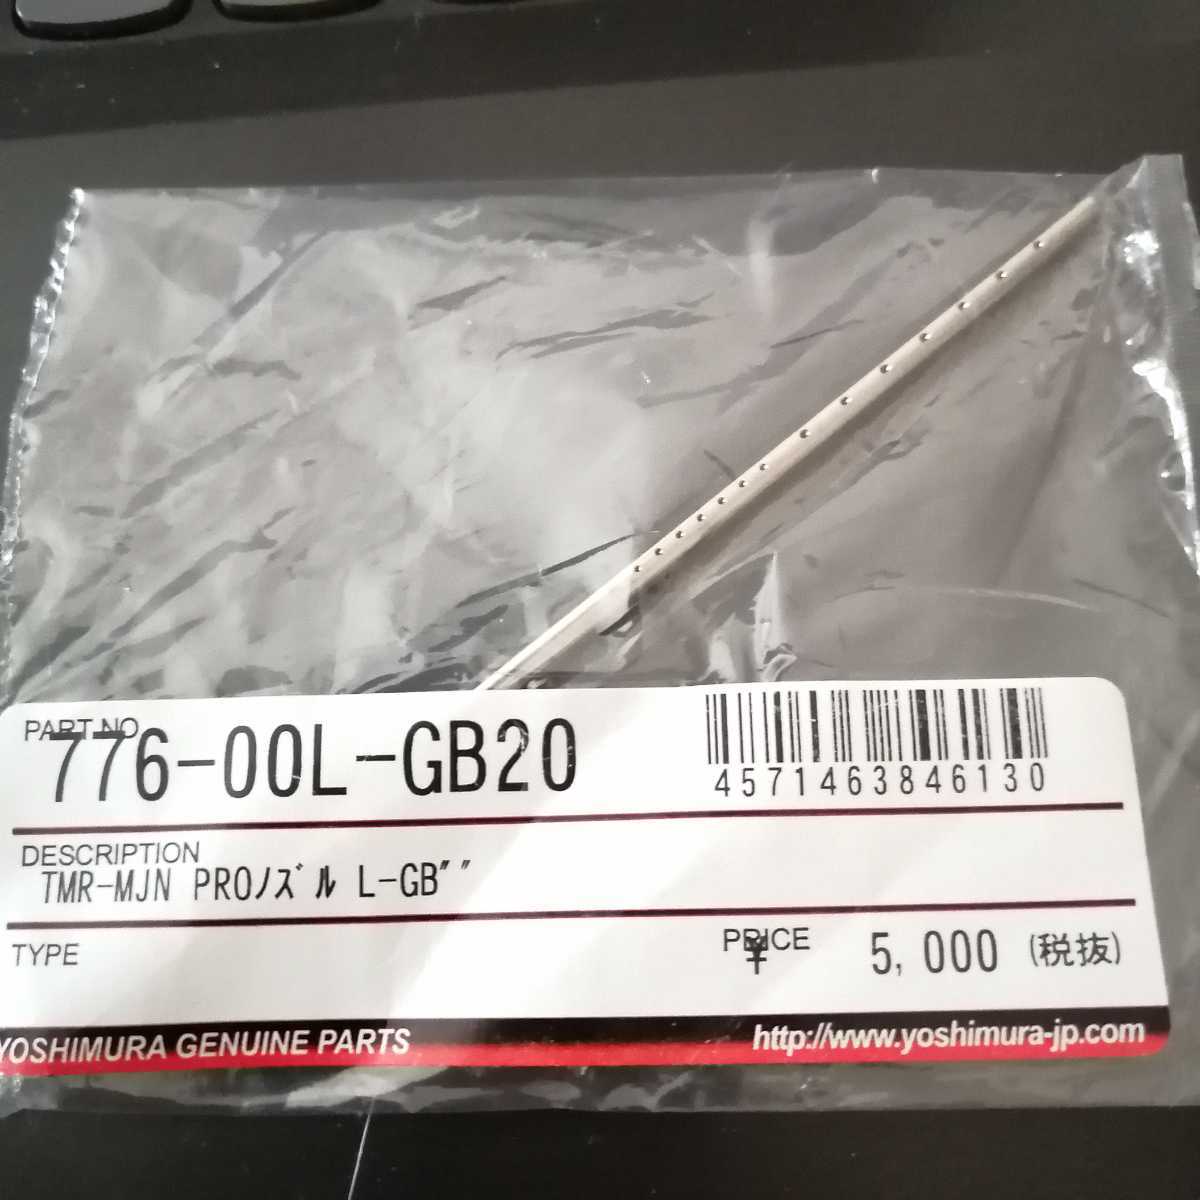 PART NO
776-00L-GB20
4571463846130
DESCRIPTION
TMR-MJN PROノズル L-GB″″
TYPE
PRICE
¥ 5,000 (税抜)
YOSHIMURA GENUINE PARTS
http://www.yoshimura-jp.com